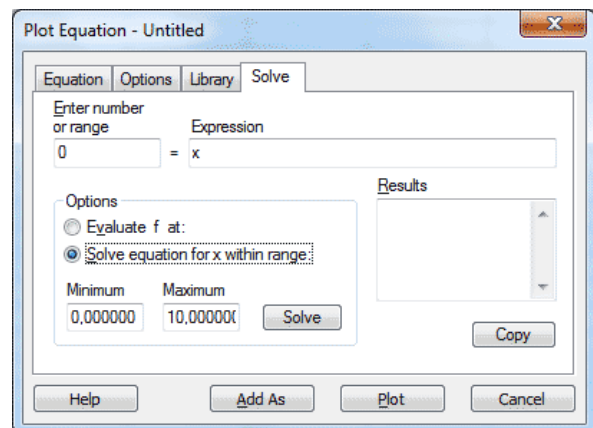 Plot Equation - Untitled
Equation Options Library Solve
Enter number
or range
Expression
0 = x
Options
Evaluate f at:
Solve equation for x within range:
Minimum Maximum
0,000000 10,000000 Solve
Results
Copy
Help Add As Plot Cancel